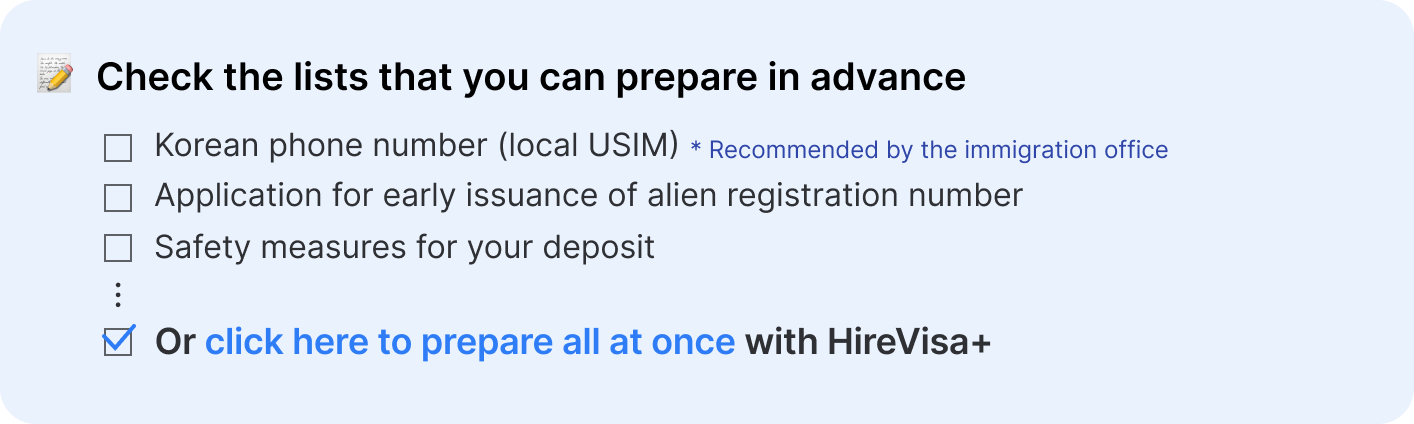 Check the lists that you can prepare in advance
Korean phone number (local USIM) * Recommended by the immigration office
Application for early issuance of alien registration number
Safety measures for your deposit
⋮
Or click here to prepare all at once with HireVisa+